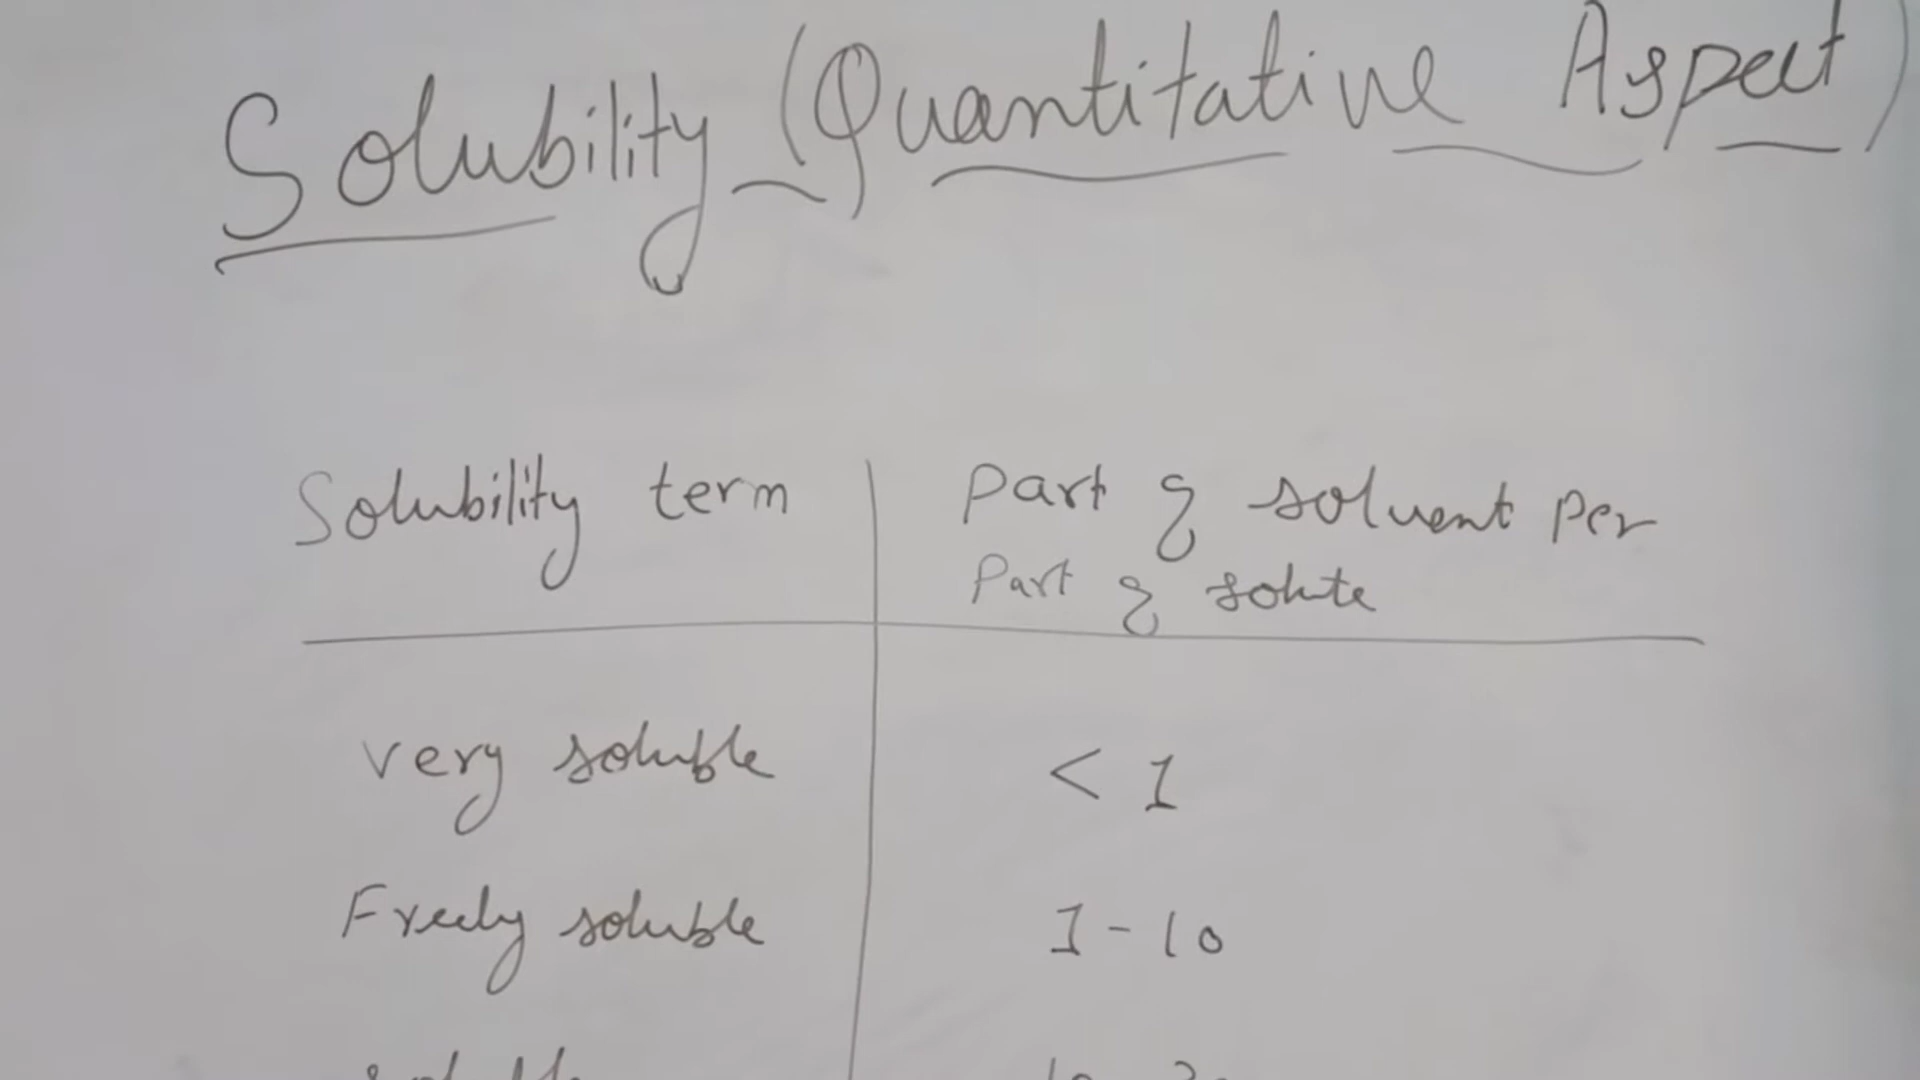 Solubility (Quantitative Aspect)
Solubility term
Part of solvent per
Part of solute
very soluble
< 1
Freely soluble
1 - 10